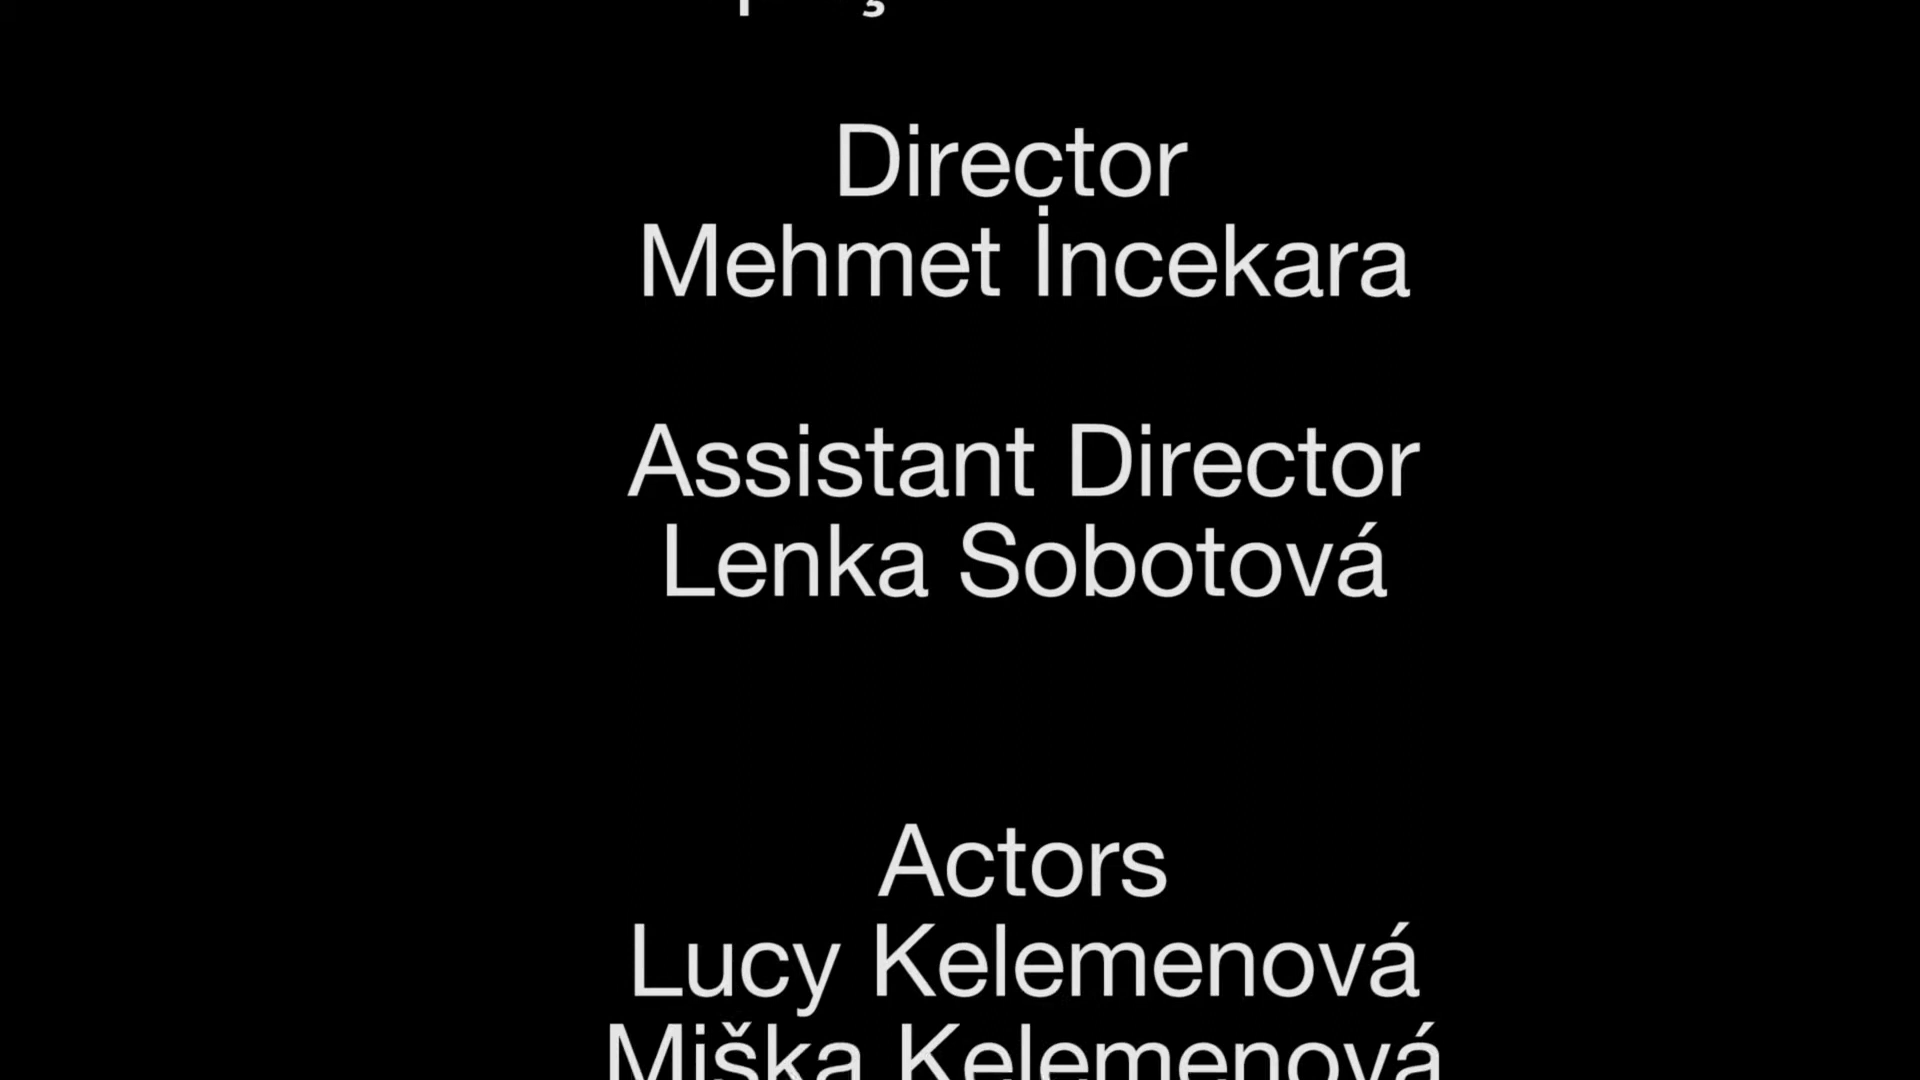 Director
Mehmet İncekara
Assistant Director
Lenka Sobotová
Actors
Lucy Kelemenová
Miška Kelemenová